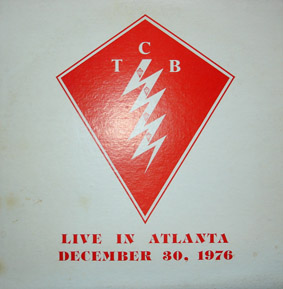 C
T B
LIVE IN ATLANTA
DECEMBER 30, 1976